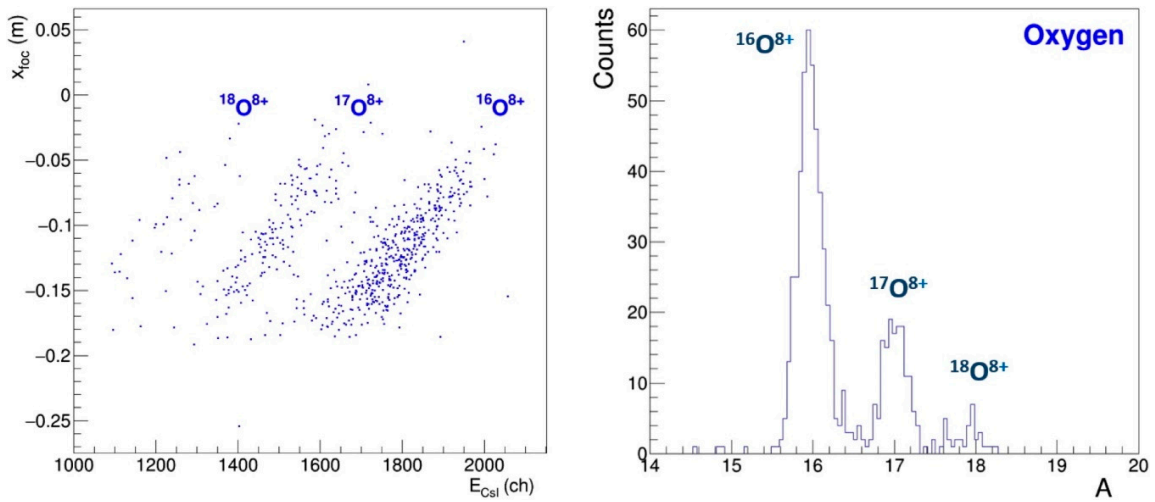 x_foc (m)
0.05
0
−0.05
−0.1
−0.15
−0.2
−0.25
¹⁸O⁸⁺ ¹⁷O⁸⁺ ¹⁶O⁸⁺
1000 1200 1400 1600 1800 2000
E_CsI (ch)
Counts
60
50
40
30
20
10
0
¹⁶O⁸⁺
Oxygen
¹⁷O⁸⁺
¹⁸O⁸⁺
14 15 16 17 18 19 20
A